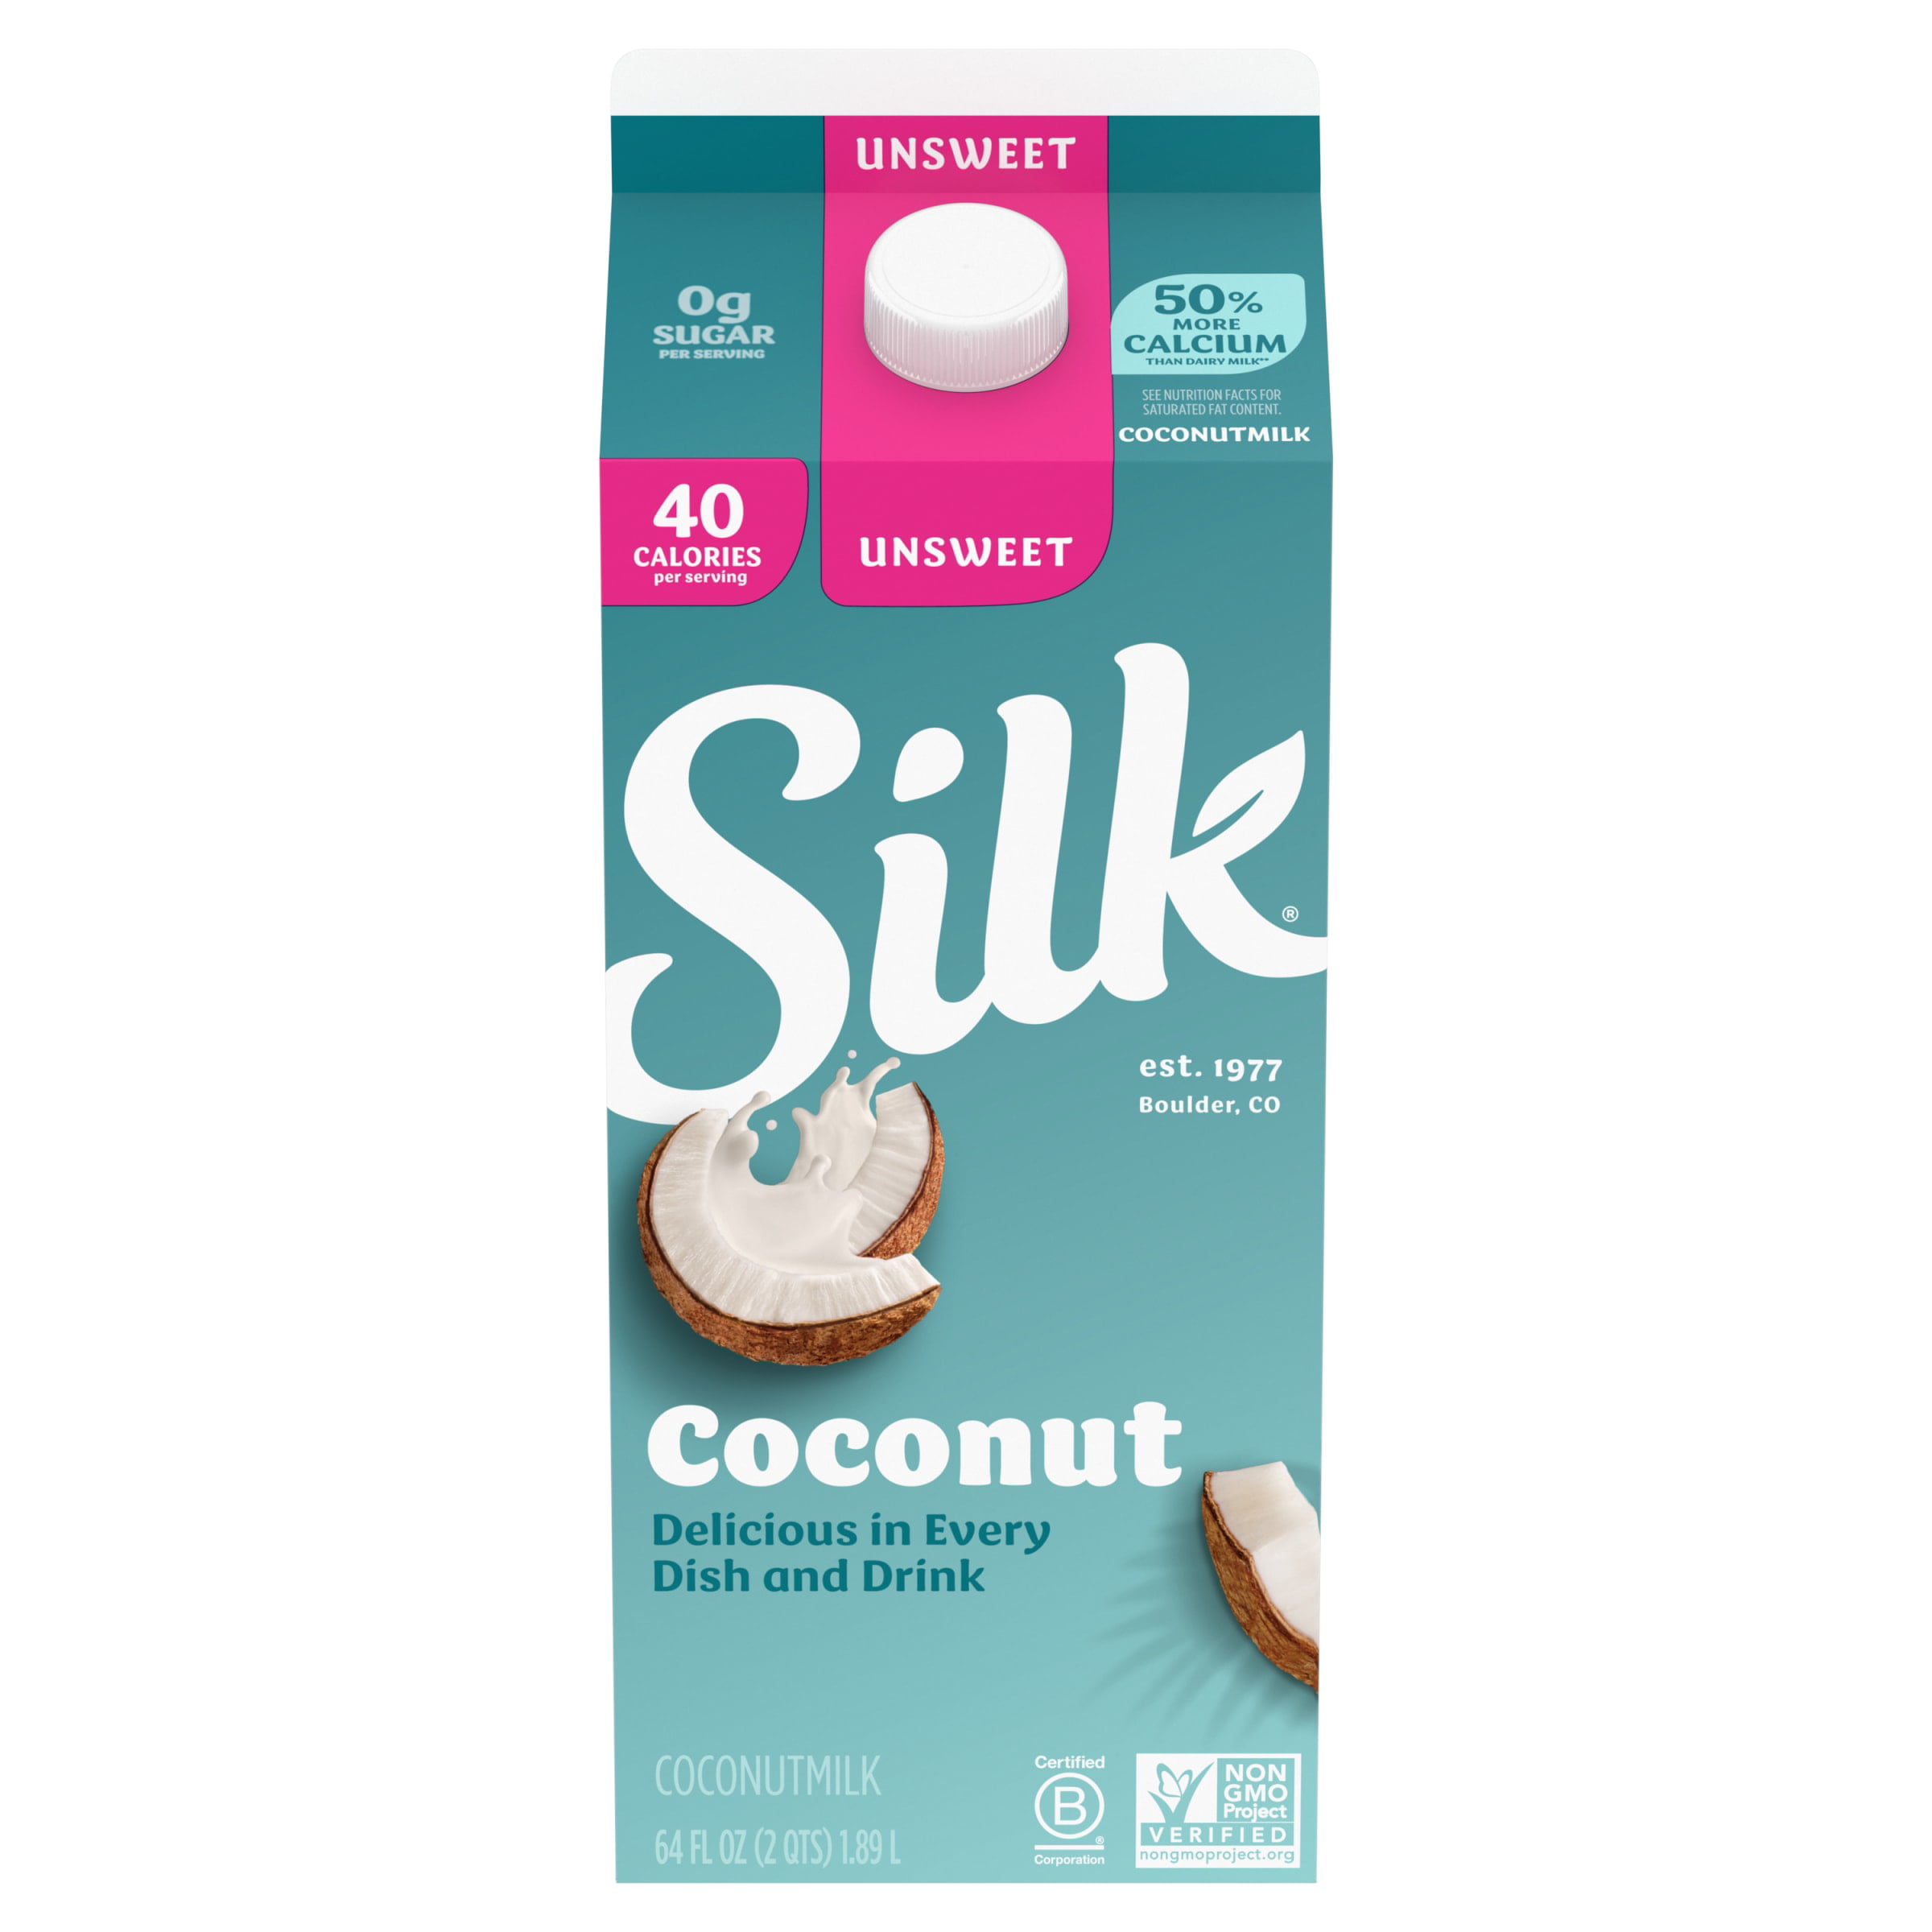 UNSWEET
0g
SUGAR
PER SERVING
50%
MORE
CALCIUM
THAN DAIRY MILK**
SEE NUTRITION FACTS FOR
SATURATED FAT CONTENT.
COCONUTMILK
40
CALORIES
per serving
UNSWEET
Silk®
est. 1977
Boulder, CO
Coconut
Delicious in Every
Dish and Drink
COCONUTMILK
64 FL OZ (2 QTS) 1.89 L
Certified
B®
Corporation
NON
GMO
Project
VERIFIED
nongmoproject.org